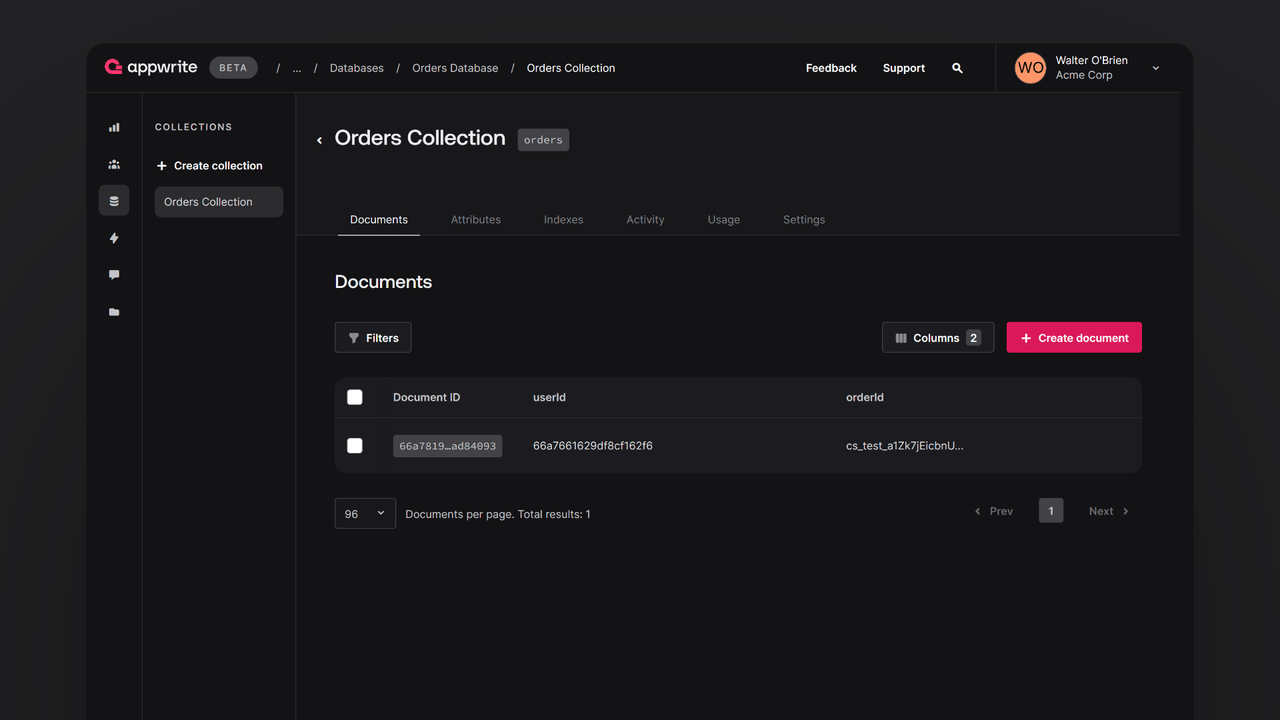 appwrite BETA / ... / Databases / Orders Database / Orders Collection Feedback Support WO Walter O'Brien
Acme Corp
COLLECTIONS
Create collection
Orders Collection
Orders Collection orders
Documents Attributes Indexes Activity Usage Settings
Documents
Filters Columns 2 Create document
Document ID userId orderId
66a7819…ad84093 66a7661629df8cf162f6 cs_test_a1Zk7jEicbnU...
96 Documents per page. Total results: 1 Prev 1 Next